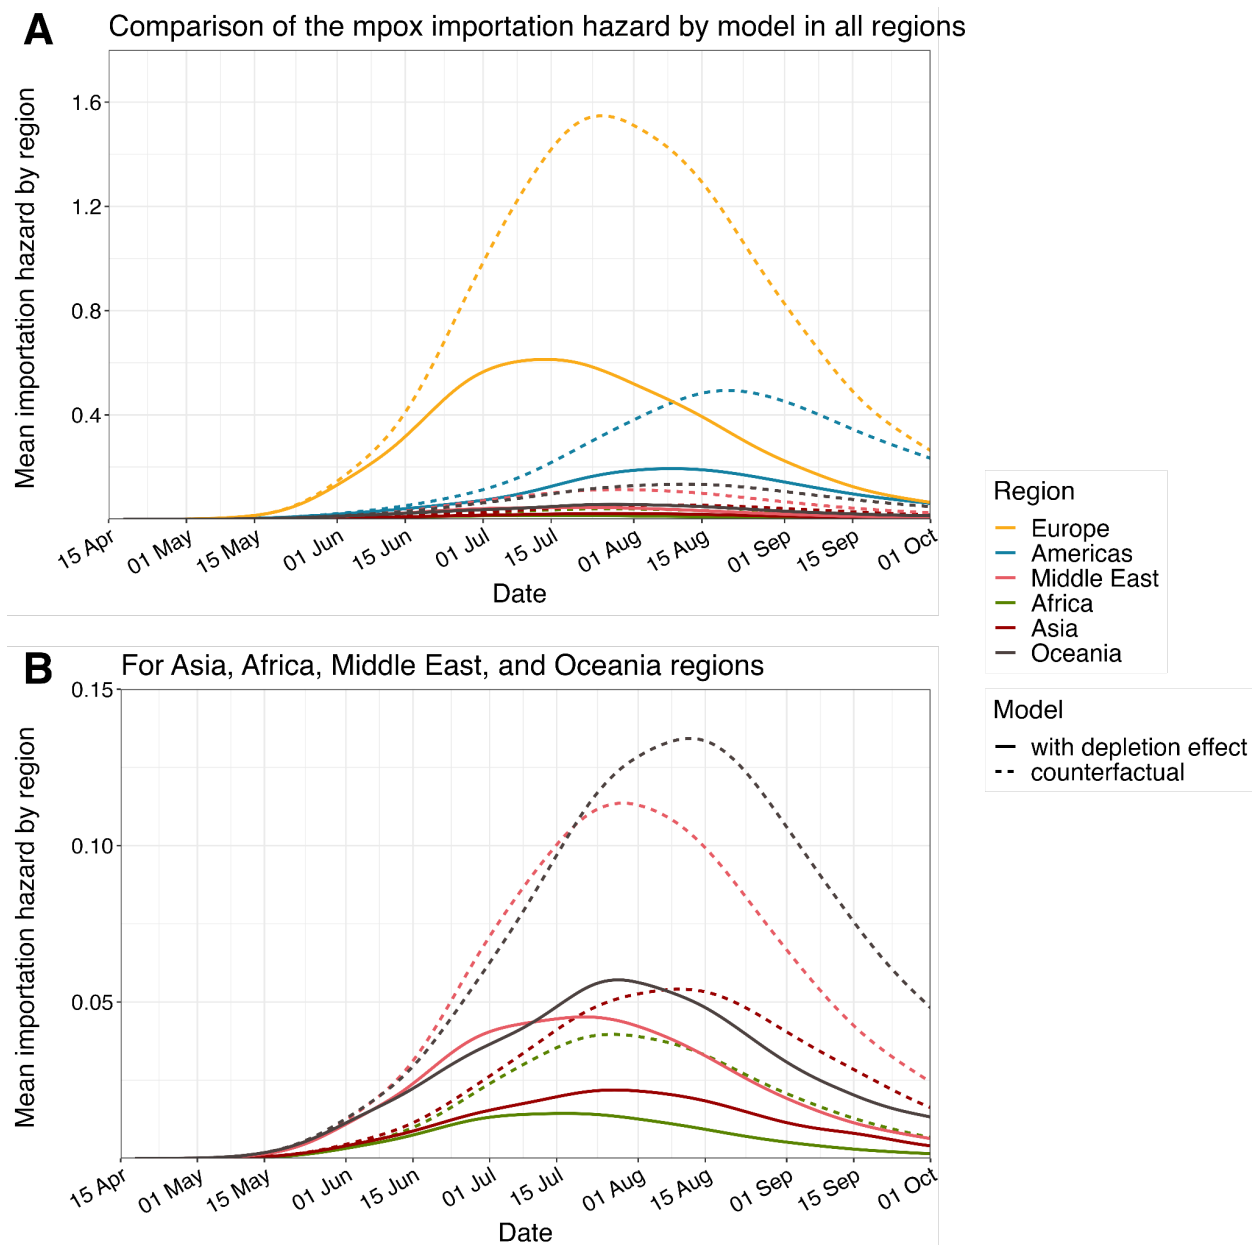 A
Comparison of the mpox importation hazard by model in all regions
Mean importation hazard by region
1.6
1.2
0.8
0.4
15 Apr
01 May
15 May
01 Jun
15 Jun
01 Jul
15 Jul
01 Aug
15 Aug
01 Sep
15 Sep
01 Oct
Date
B
For Asia, Africa, Middle East, and Oceania regions
Mean importation hazard by region
0.15
0.10
0.05
15 Apr
01 May
15 May
01 Jun
15 Jun
01 Jul
15 Jul
01 Aug
15 Aug
01 Sep
15 Sep
01 Oct
Date
Region
Europe
Americas
Middle East
Africa
Asia
Oceania
Model
with depletion effect
counterfactual